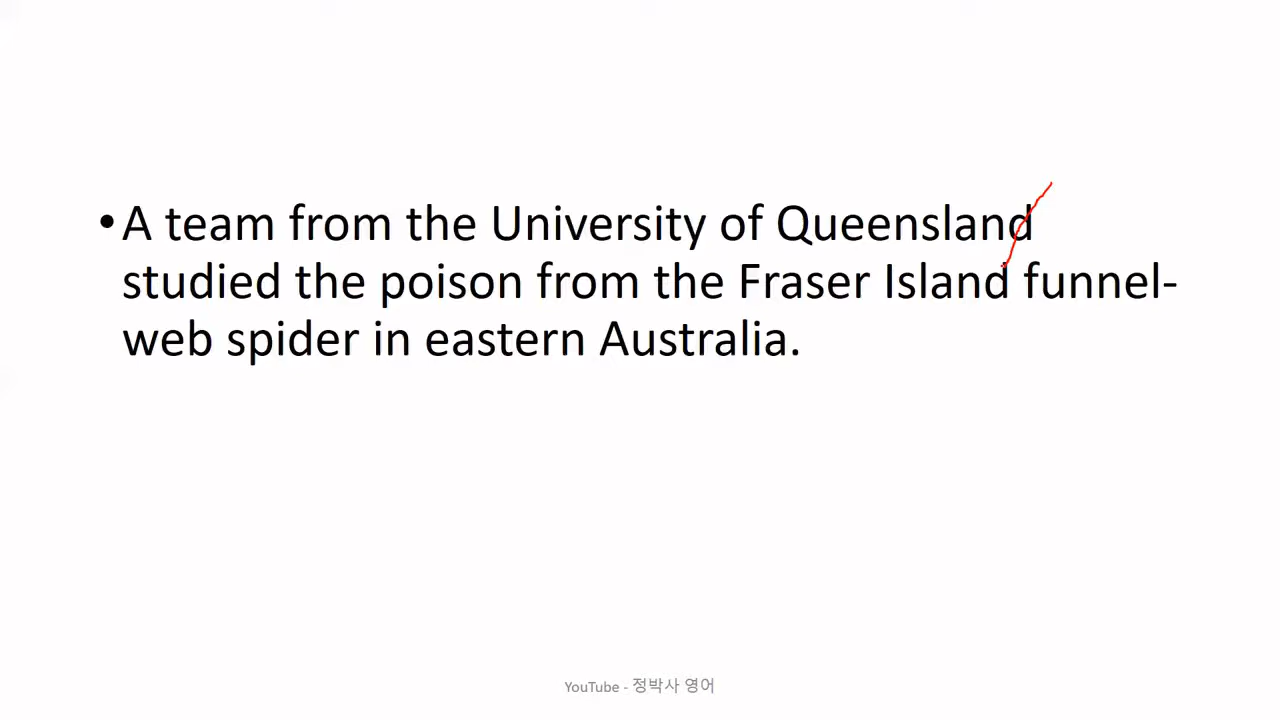 •A team from the University of Queensland
studied the poison from the Fraser Island funnel-
web spider in eastern Australia.
YouTube - 정박사 영어